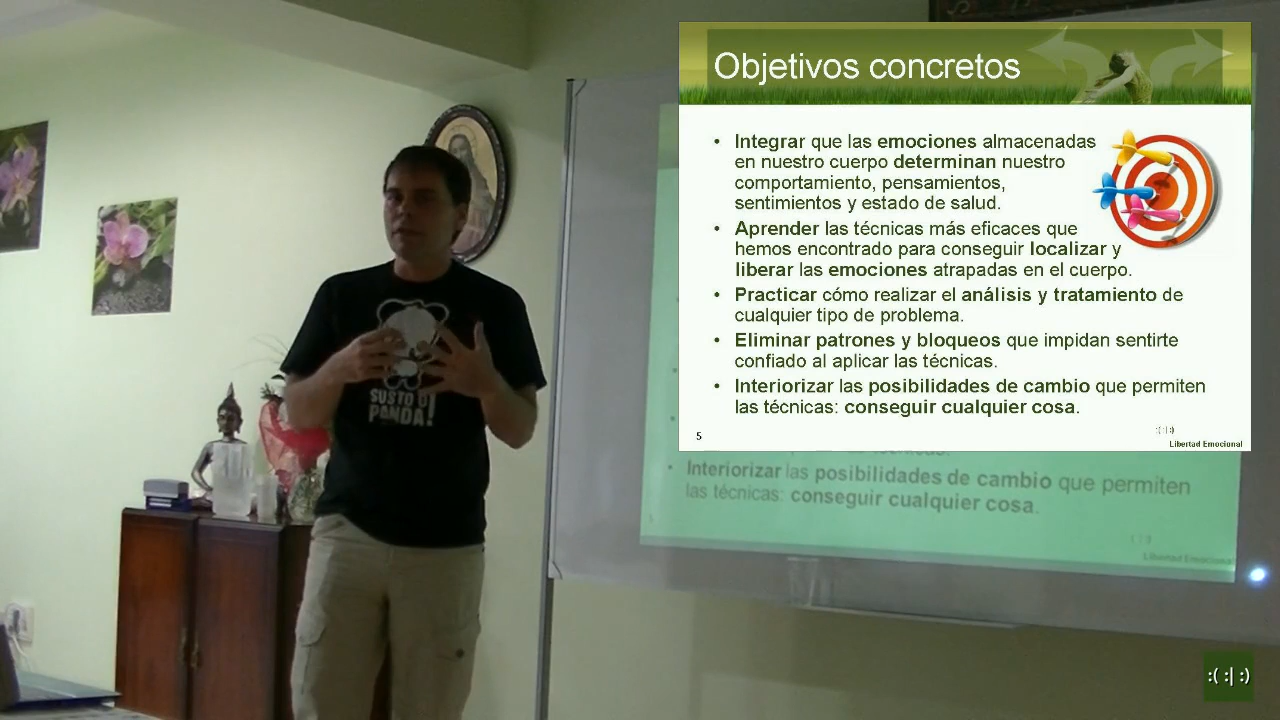 Objetivos concretos
• Integrar que las emociones almacenadas
en nuestro cuerpo determinan nuestro
comportamiento, pensamientos,
sentimientos y estado de salud.
• Aprender las técnicas más eficaces que
hemos encontrado para conseguir localizar y
liberar las emociones atrapadas en el cuerpo.
• Practicar cómo realizar el análisis y tratamiento de
cualquier tipo de problema.
• Eliminar patrones y bloqueos que impidan sentirte
confiado al aplicar las técnicas.
• Interiorizar las posibilidades de cambio que permiten
las técnicas: conseguir cualquier cosa.
5
:(:|:)
Libertad Emocional
técnicas.
• Interiorizar las posibilidades de cambio que permiten
las técnicas: conseguir cualquier cosa.
5
Libertad Emocional
SUSTO O
PANDA!
:( :| :)